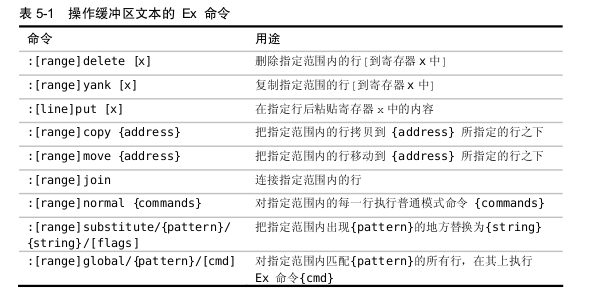 表 5-1 操作缓冲区文本的 Ex 命令
命令 用途
:[range]delete [x] 删除指定范围内的行[到寄存器 x 中]
:[range]yank [x] 复制指定范围的行[到寄存器 x 中]
:[line]put [x] 在指定行后粘贴寄存器 x 中的内容
:[range]copy {address} 把指定范围内的行拷贝到 {address} 所指定的行之下
:[range]move {address} 把指定范围内的行移动到 {address} 所指定的行之下
:[range]join 连接指定范围内的行
:[range]normal {commands} 对指定范围内的每一行执行普通模式命令 {commands}
:[range]substitute/{pattern}/ 把指定范围内出现{pattern}的地方替换为{string}
{string}/[flags]
:[range]global/{pattern}/[cmd] 对指定范围内匹配{pattern}的所有行，在其上执行
Ex 命令{cmd}